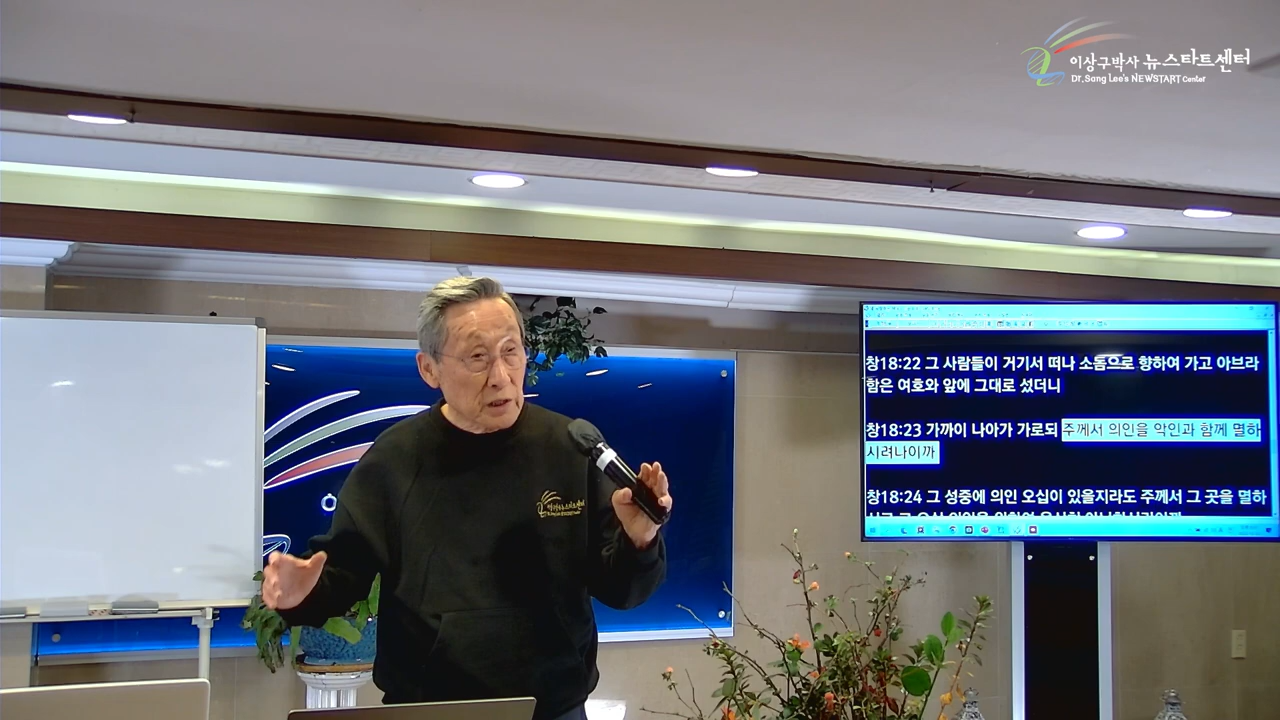 이상구박사 뉴스타트센터
Dr. Sang Lee's NEWSTART Center
창18:22 그 사람들이 거기서 떠나 소돔으로 향하여 가고 아브라
함은 여호와 앞에 그대로 섰더니
창18:23 가까이 나아가 가로되 주께서 의인을 악인과 함께 멸하
시려나이까
창18:24 그 성중에 의인 오십이 있을지라도 주께서 그 곳을 멸하